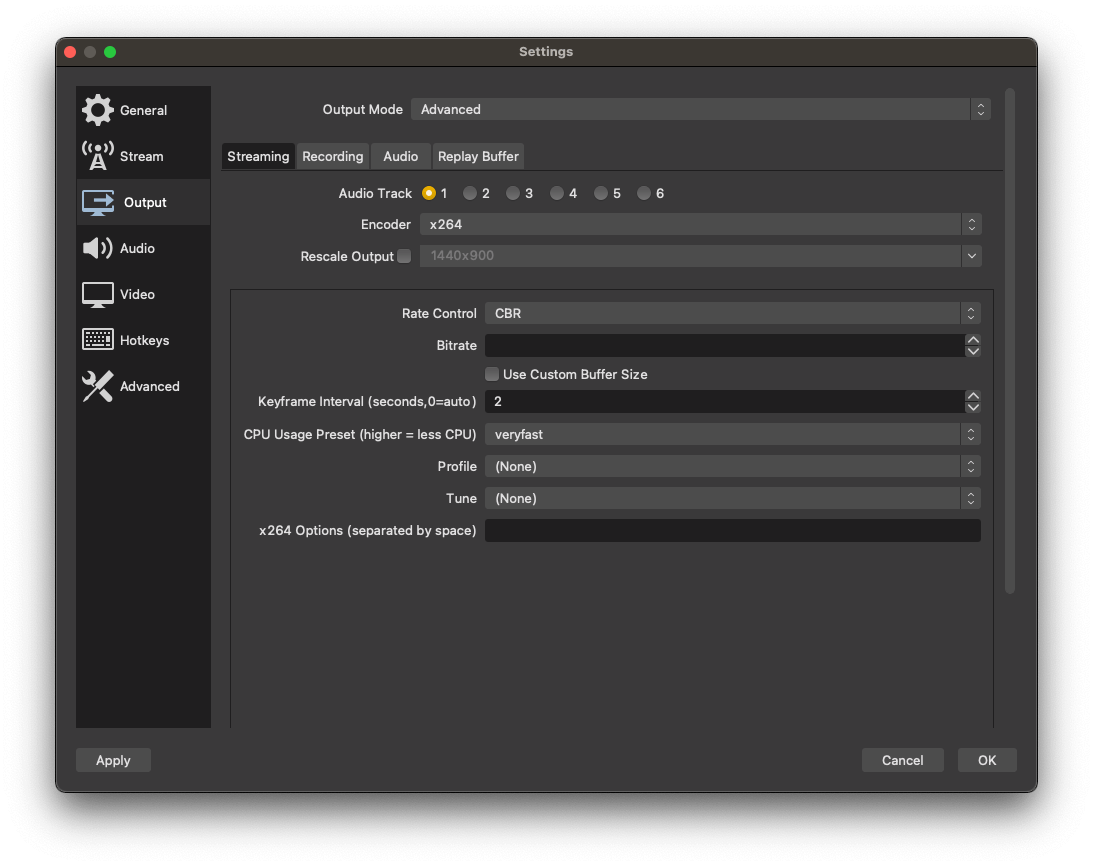 Settings
General
Stream
Output
Audio
Video
Hotkeys
Advanced
Output Mode Advanced
Streaming Recording Audio Replay Buffer
Audio Track 1 2 3 4 5 6
Encoder x264
Rescale Output 1440x900
Rate Control CBR
Bitrate
Use Custom Buffer Size
Keyframe Interval (seconds,0=auto) 2
CPU Usage Preset (higher = less CPU) veryfast
Profile (None)
Tune (None)
x264 Options (separated by space)
Apply Cancel OK